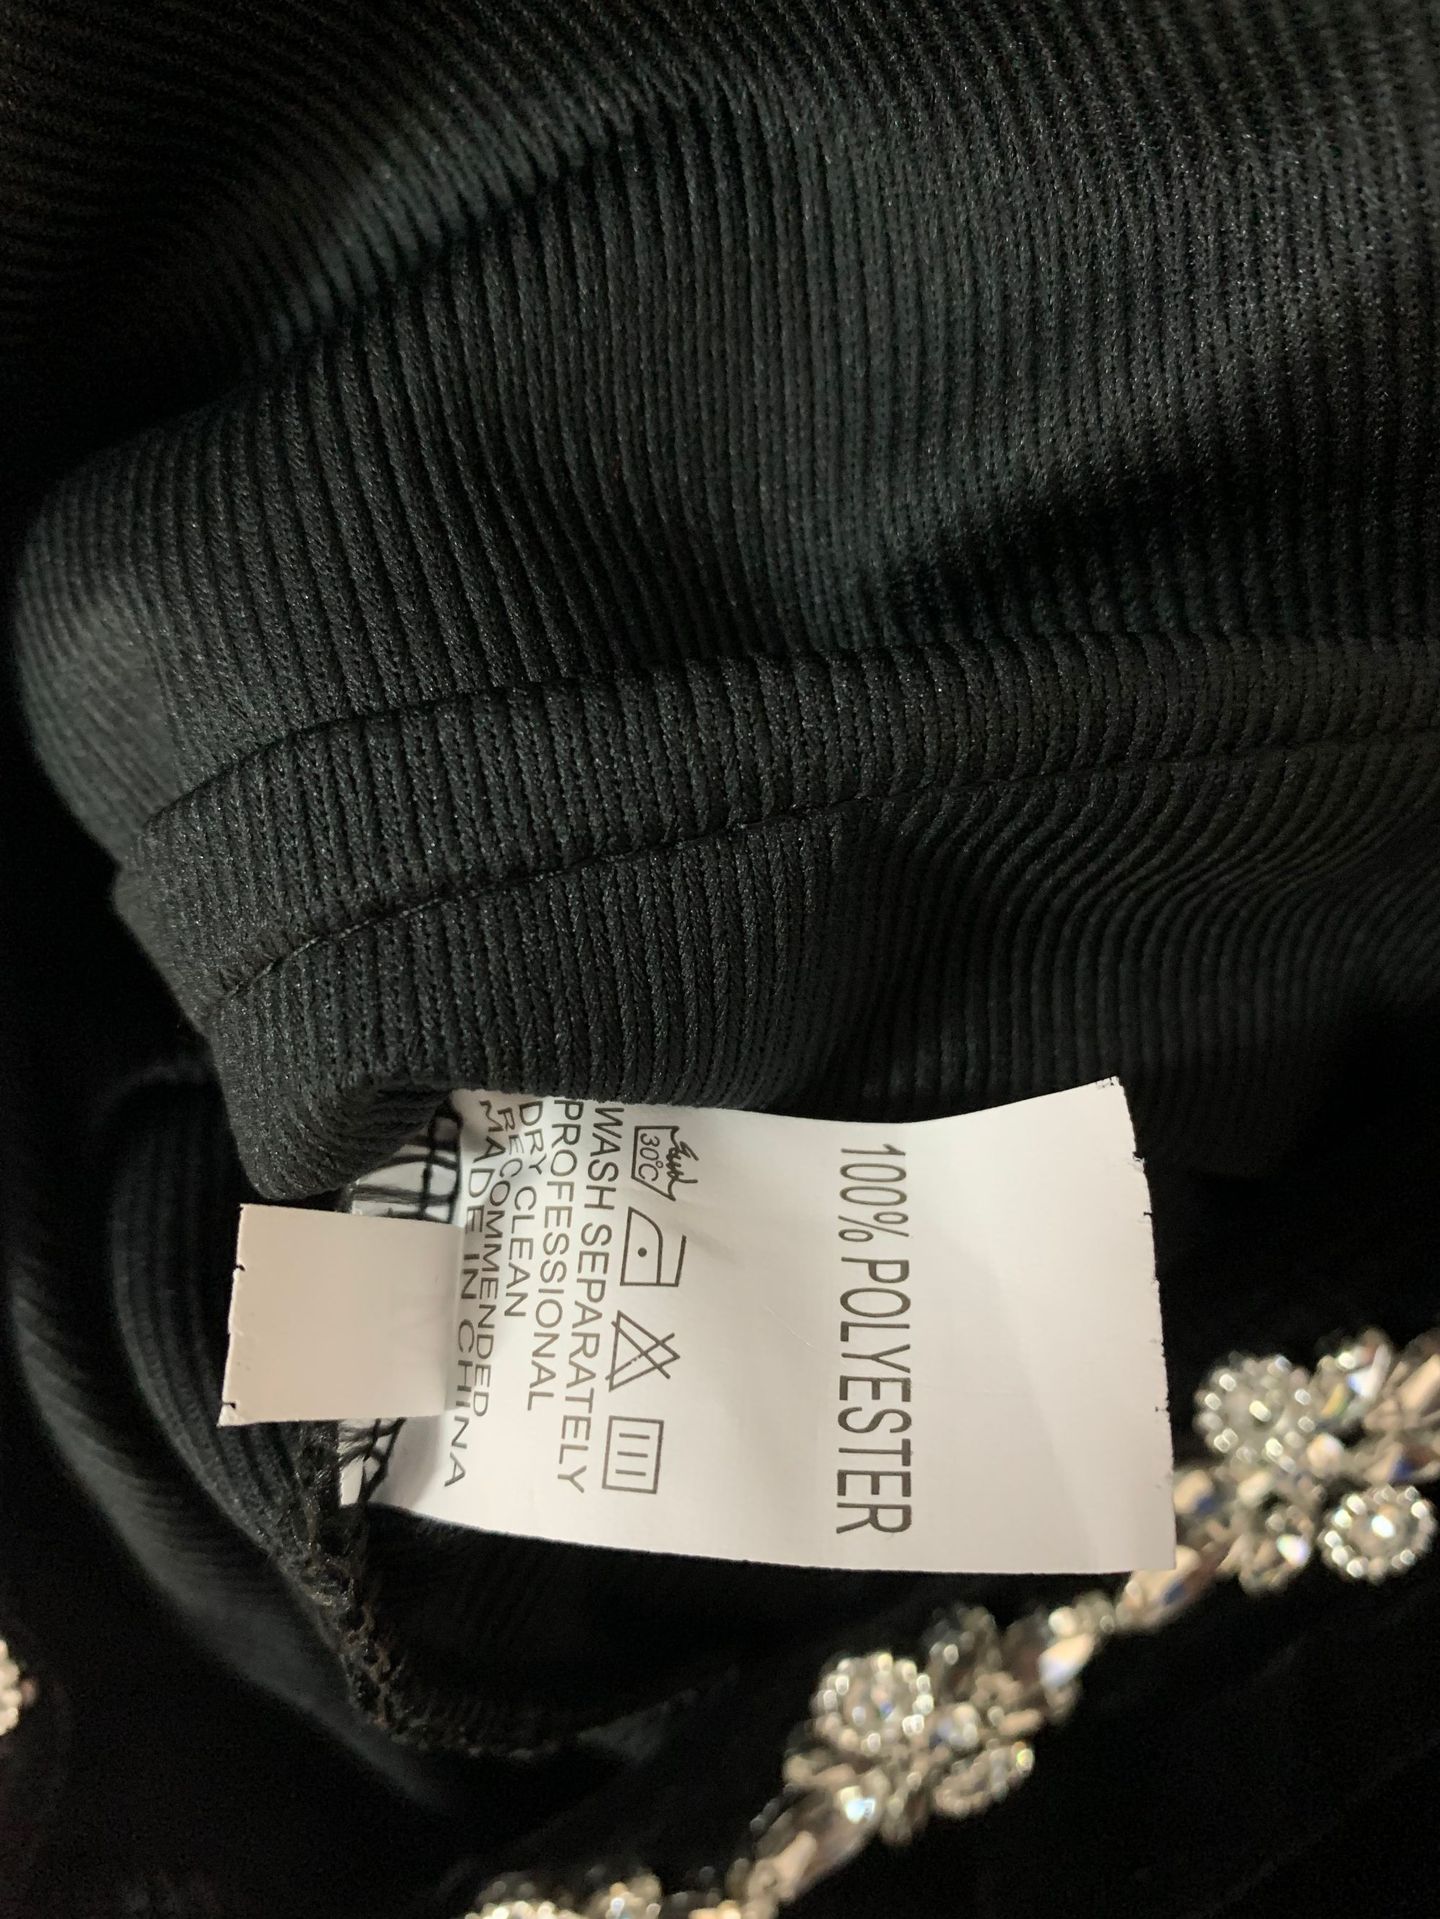 100% POLYESTER
30°C
WASH SEPARATELY
PROFESSIONAL
DRY CLEAN
RECOMMENDED
MADE IN CHINA